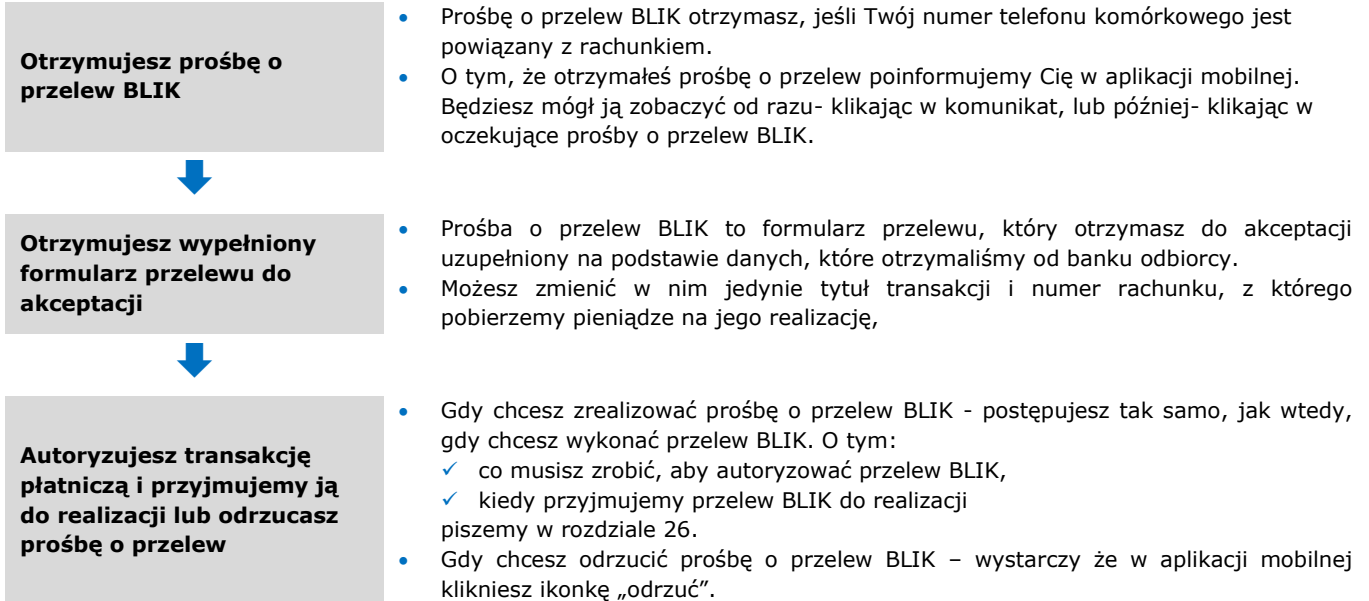 Otrzymujesz prośbę o
przelew BLIK
• Prośbę o przelew BLIK otrzymasz, jeśli Twój numer telefonu komórkowego jest
powiązany z rachunkiem.
• O tym, że otrzymałeś prośbę o przelew poinformujemy Cię w aplikacji mobilnej.
Będziesz mógł ją zobaczyć od razu- klikając w komunikat, lub później- klikając w
oczekujące prośby o przelew BLIK.
Otrzymujesz wypełniony
formularz przelewu do
akceptacji
• Prośba o przelew BLIK to formularz przelewu, który otrzymasz do akceptacji
uzupełniony na podstawie danych, które otrzymaliśmy od banku odbiorcy.
• Możesz zmienić w nim jedynie tytuł transakcji i numer rachunku, z którego
pobierzemy pieniądze na jego realizację,
Autoryzujesz transakcję
płatniczą i przyjmujemy ją
do realizacji lub odrzucasz
prośbę o przelew
• Gdy chcesz zrealizować prośbę o przelew BLIK - postępujesz tak samo, jak wtedy,
gdy chcesz wykonać przelew BLIK. O tym:
✓ co musisz zrobić, aby autoryzować przelew BLIK,
✓ kiedy przyjmujemy przelew BLIK do realizacji
piszemy w rozdziale 26.
• Gdy chcesz odrzucić prośbę o przelew BLIK – wystarczy że w aplikacji mobilnej
klikniesz ikonkę „odrzuć”.